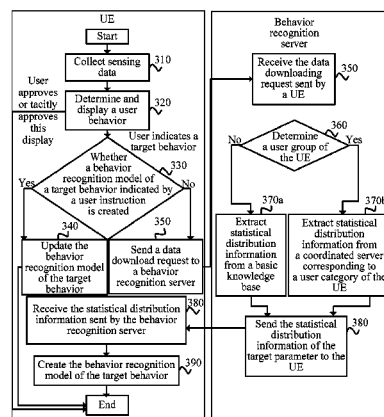 UE
Start
310
Collect sensing
data
320
Determine and
display a user
behavior
User
approves
or tacitly
approves
this
display
User indicates a
target behavior
330
Whether
a behavior
recognition model of
a target behavior indicated by
a user instruction
is created
Yes
No
340
Update the
behavior
recognition model
of the target
behavior
350
Send a data
download request to
a behavior
recognition server
380
Receive the statistical distribution
information sent by the behavior
recognition server
390
Create the behavior recognition
model of the target behavior
End
Behavior
recognition
server
350
Receive the data
downloading
request sent by
a UE
360
Determine
a user group of
the UE
No
Yes
370a
Extract
statistical
distribution
information
from a basic
knowledge
base
370b
Extract statistical
distribution
information from
a coordinated server
corresponding to
a user category of the
UE
380
Send the statistical
distribution
information of the
target parameter to the
UE